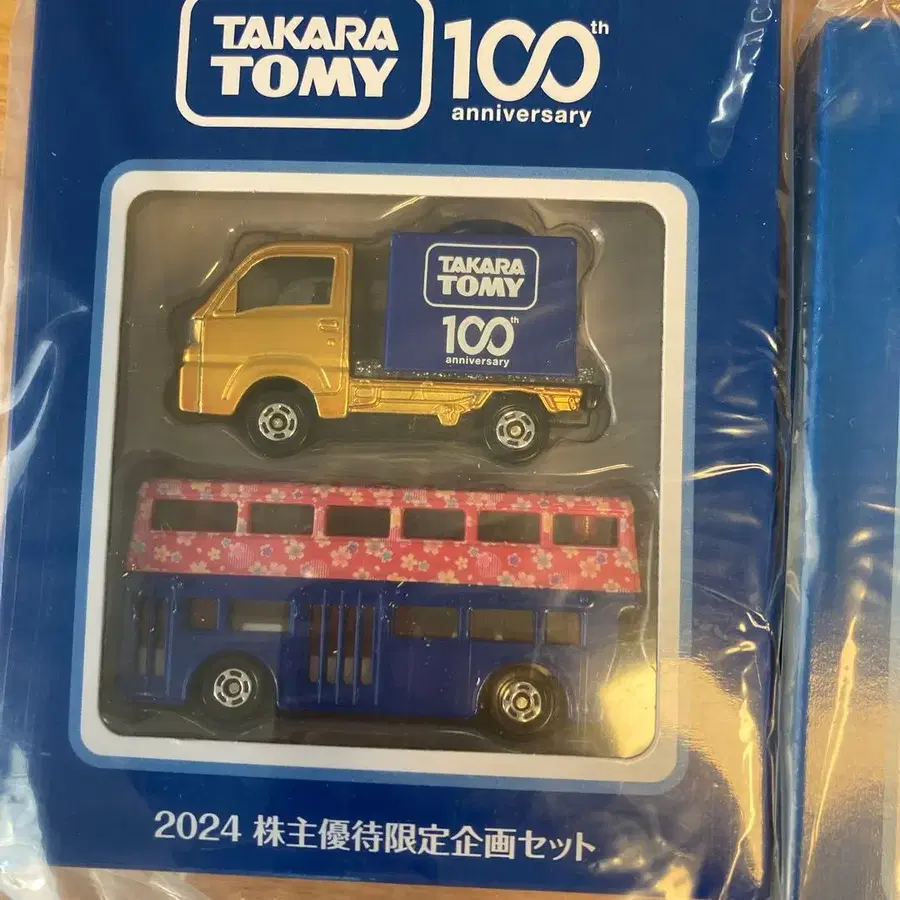 TAKARA
TOMY
100th
anniversary
TAKARA
TOMY
100th
anniversary
2024 株主優待限定企画セット